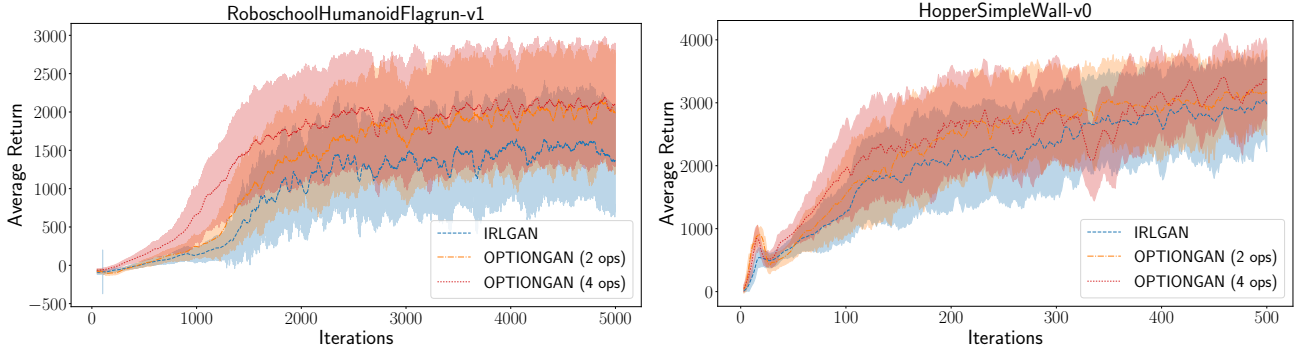 RoboschoolHumanoidFlagrun-v1
Average Return
3000
2500
2000
1500
1000
500
0
−500
0 1000 2000 3000 4000 5000
Iterations
IRLGAN
OPTIONGAN (2 ops)
OPTIONGAN (4 ops)
HopperSimpleWall-v0
Average Return
4000
3000
2000
1000
0
0 100 200 300 400 500
Iterations
IRLGAN
OPTIONGAN (2 ops)
OPTIONGAN (4 ops)